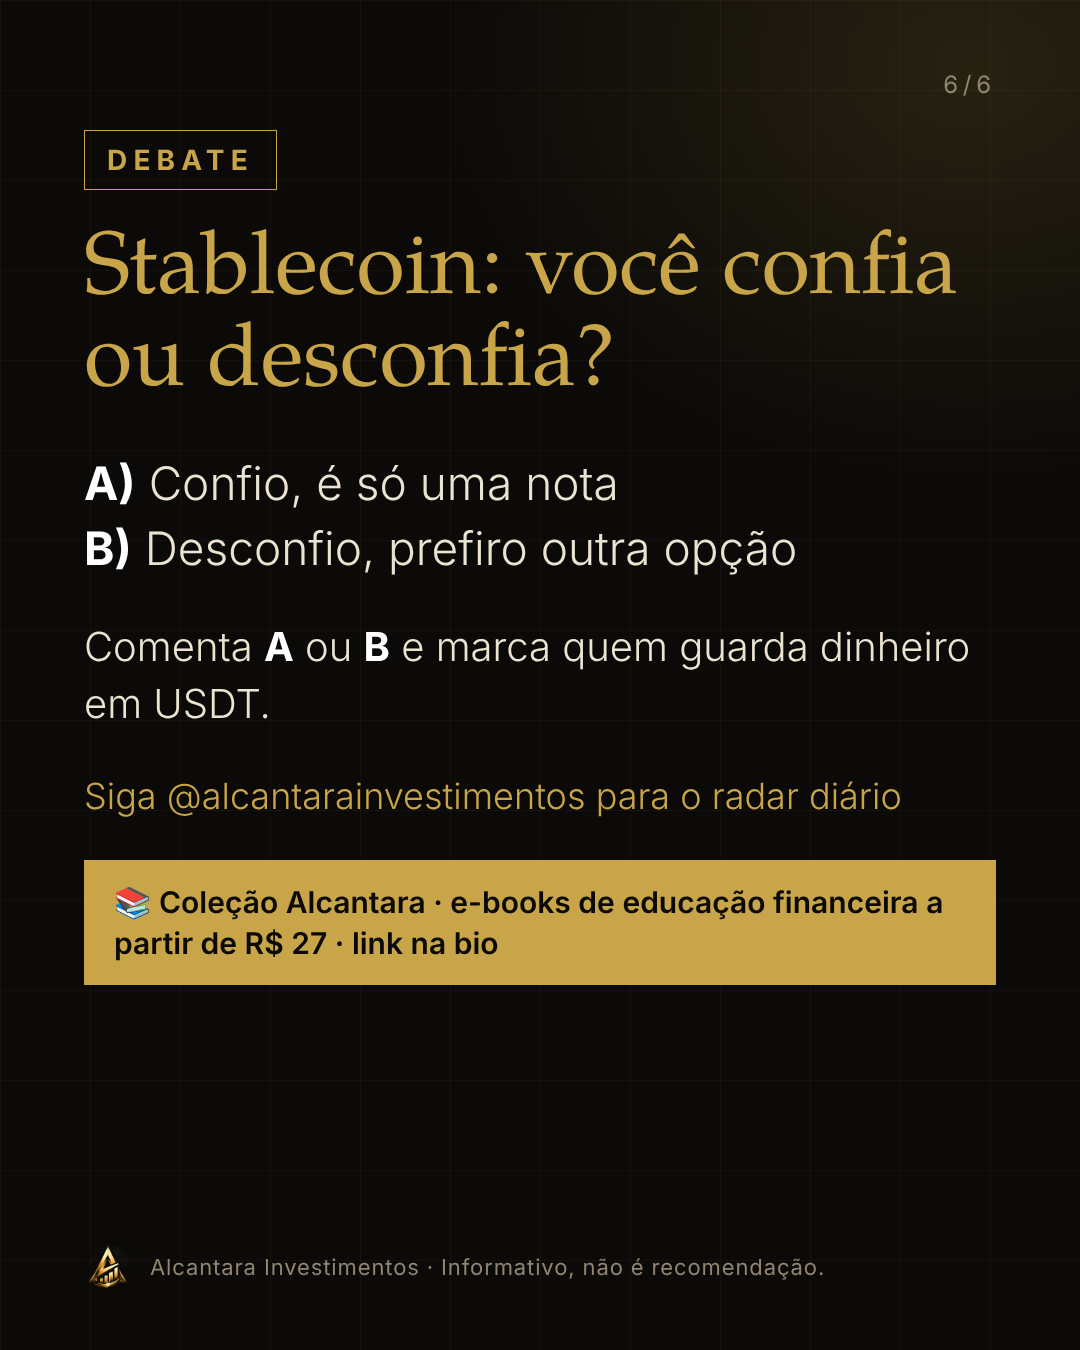 6/6
DEBATE
Stablecoin: você confia
ou desconfia?
A) Confio, é só uma nota
B) Desconfio, prefiro outra opção
Comenta A ou B e marca quem guarda dinheiro
em USDT.
Siga @alcantarainvestimentos para o radar diário
📚 Coleção Alcantara · e-books de educação financeira a
partir de R$ 27 · link na bio
Alcantara Investimentos · Informativo, não é recomendação.